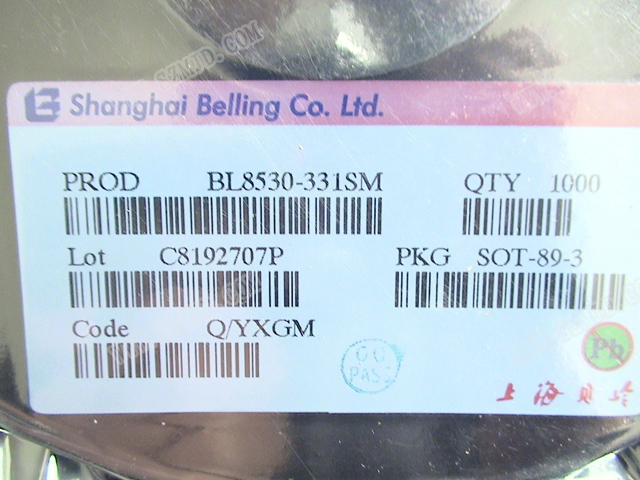 Shanghai Belling Co. Ltd.
PROD BL8530-331SM QTY 1000
Lot C8192707P PKG SOT-89-3
Code Q/YXGM
Pb
PASS
上海贝岭